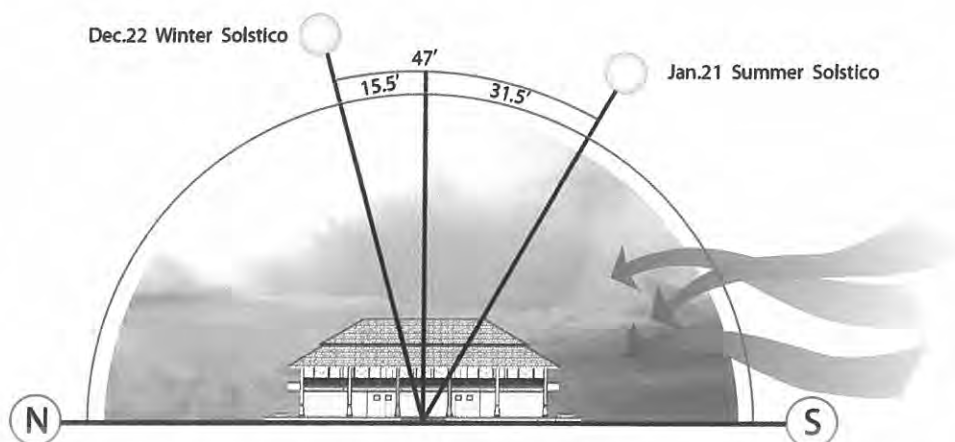 Dec.22 Winter Solstico
47'
Jan.21 Summer Solstico
15.5'
31.5'
N
S